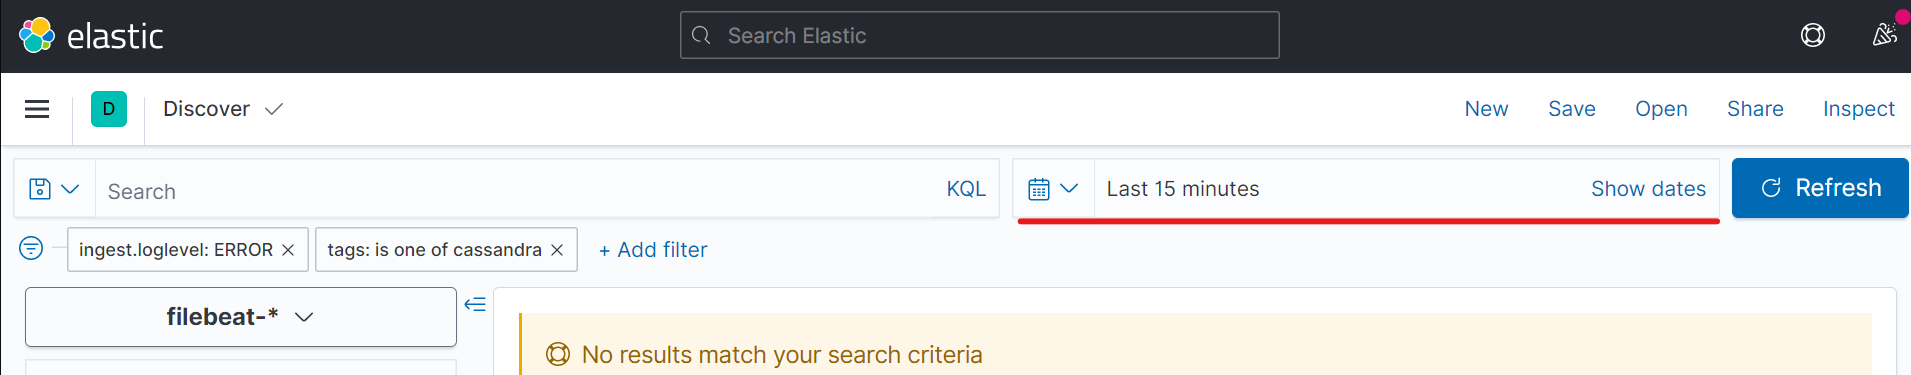 elastic
Search Elastic
D
Discover
New Save Open Share Inspect
Search
KQL
Last 15 minutes
Show dates
Refresh
ingest.loglevel: ERROR
tags: is one of cassandra
+ Add filter
filebeat-*
No results match your search criteria